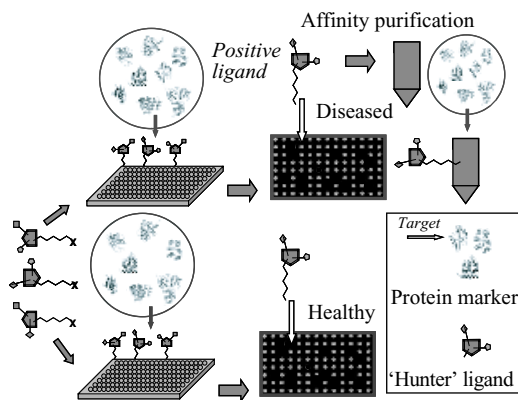 Affinity purification
Positive
ligand
Diseased
X
X
X
Healthy
Target
Protein marker
‘Hunter’ ligand